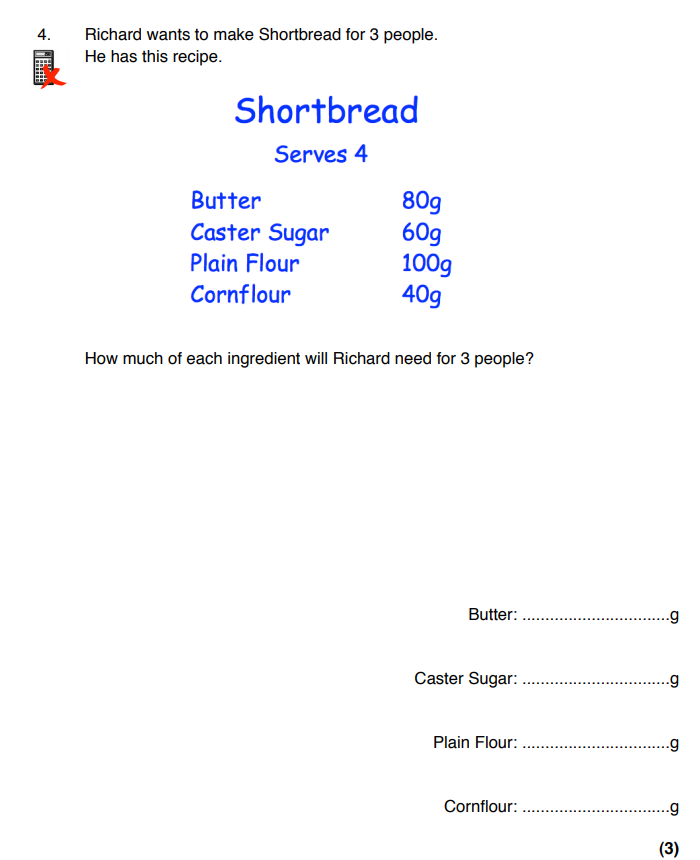 4. Richard wants to make Shortbread for 3 people.
He has this recipe.
Shortbread
Serves 4
Butter 80g
Caster Sugar 60g
Plain Flour 100g
Cornflour 40g
How much of each ingredient will Richard need for 3 people?
Butter: ................................g
Caster Sugar: ................................g
Plain Flour: ................................g
Cornflour: ................................g
(3)